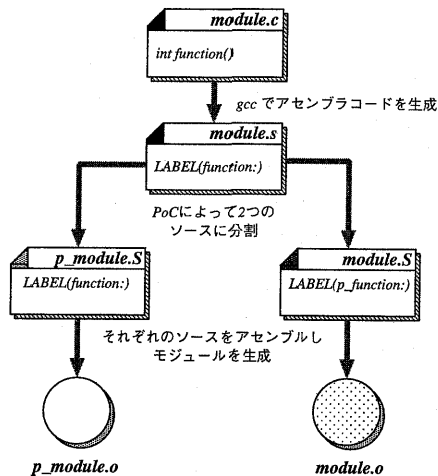 module.c
int function()
gcc でアセンブラコードを生成
module.s
LABEL(function:)
PoCによって2つの
ソースに分割
p_module.S
LABEL(function:)
module.S
LABEL(p_function:)
それぞれのソースをアセンブルし
モジュールを生成
p_module.o
module.o